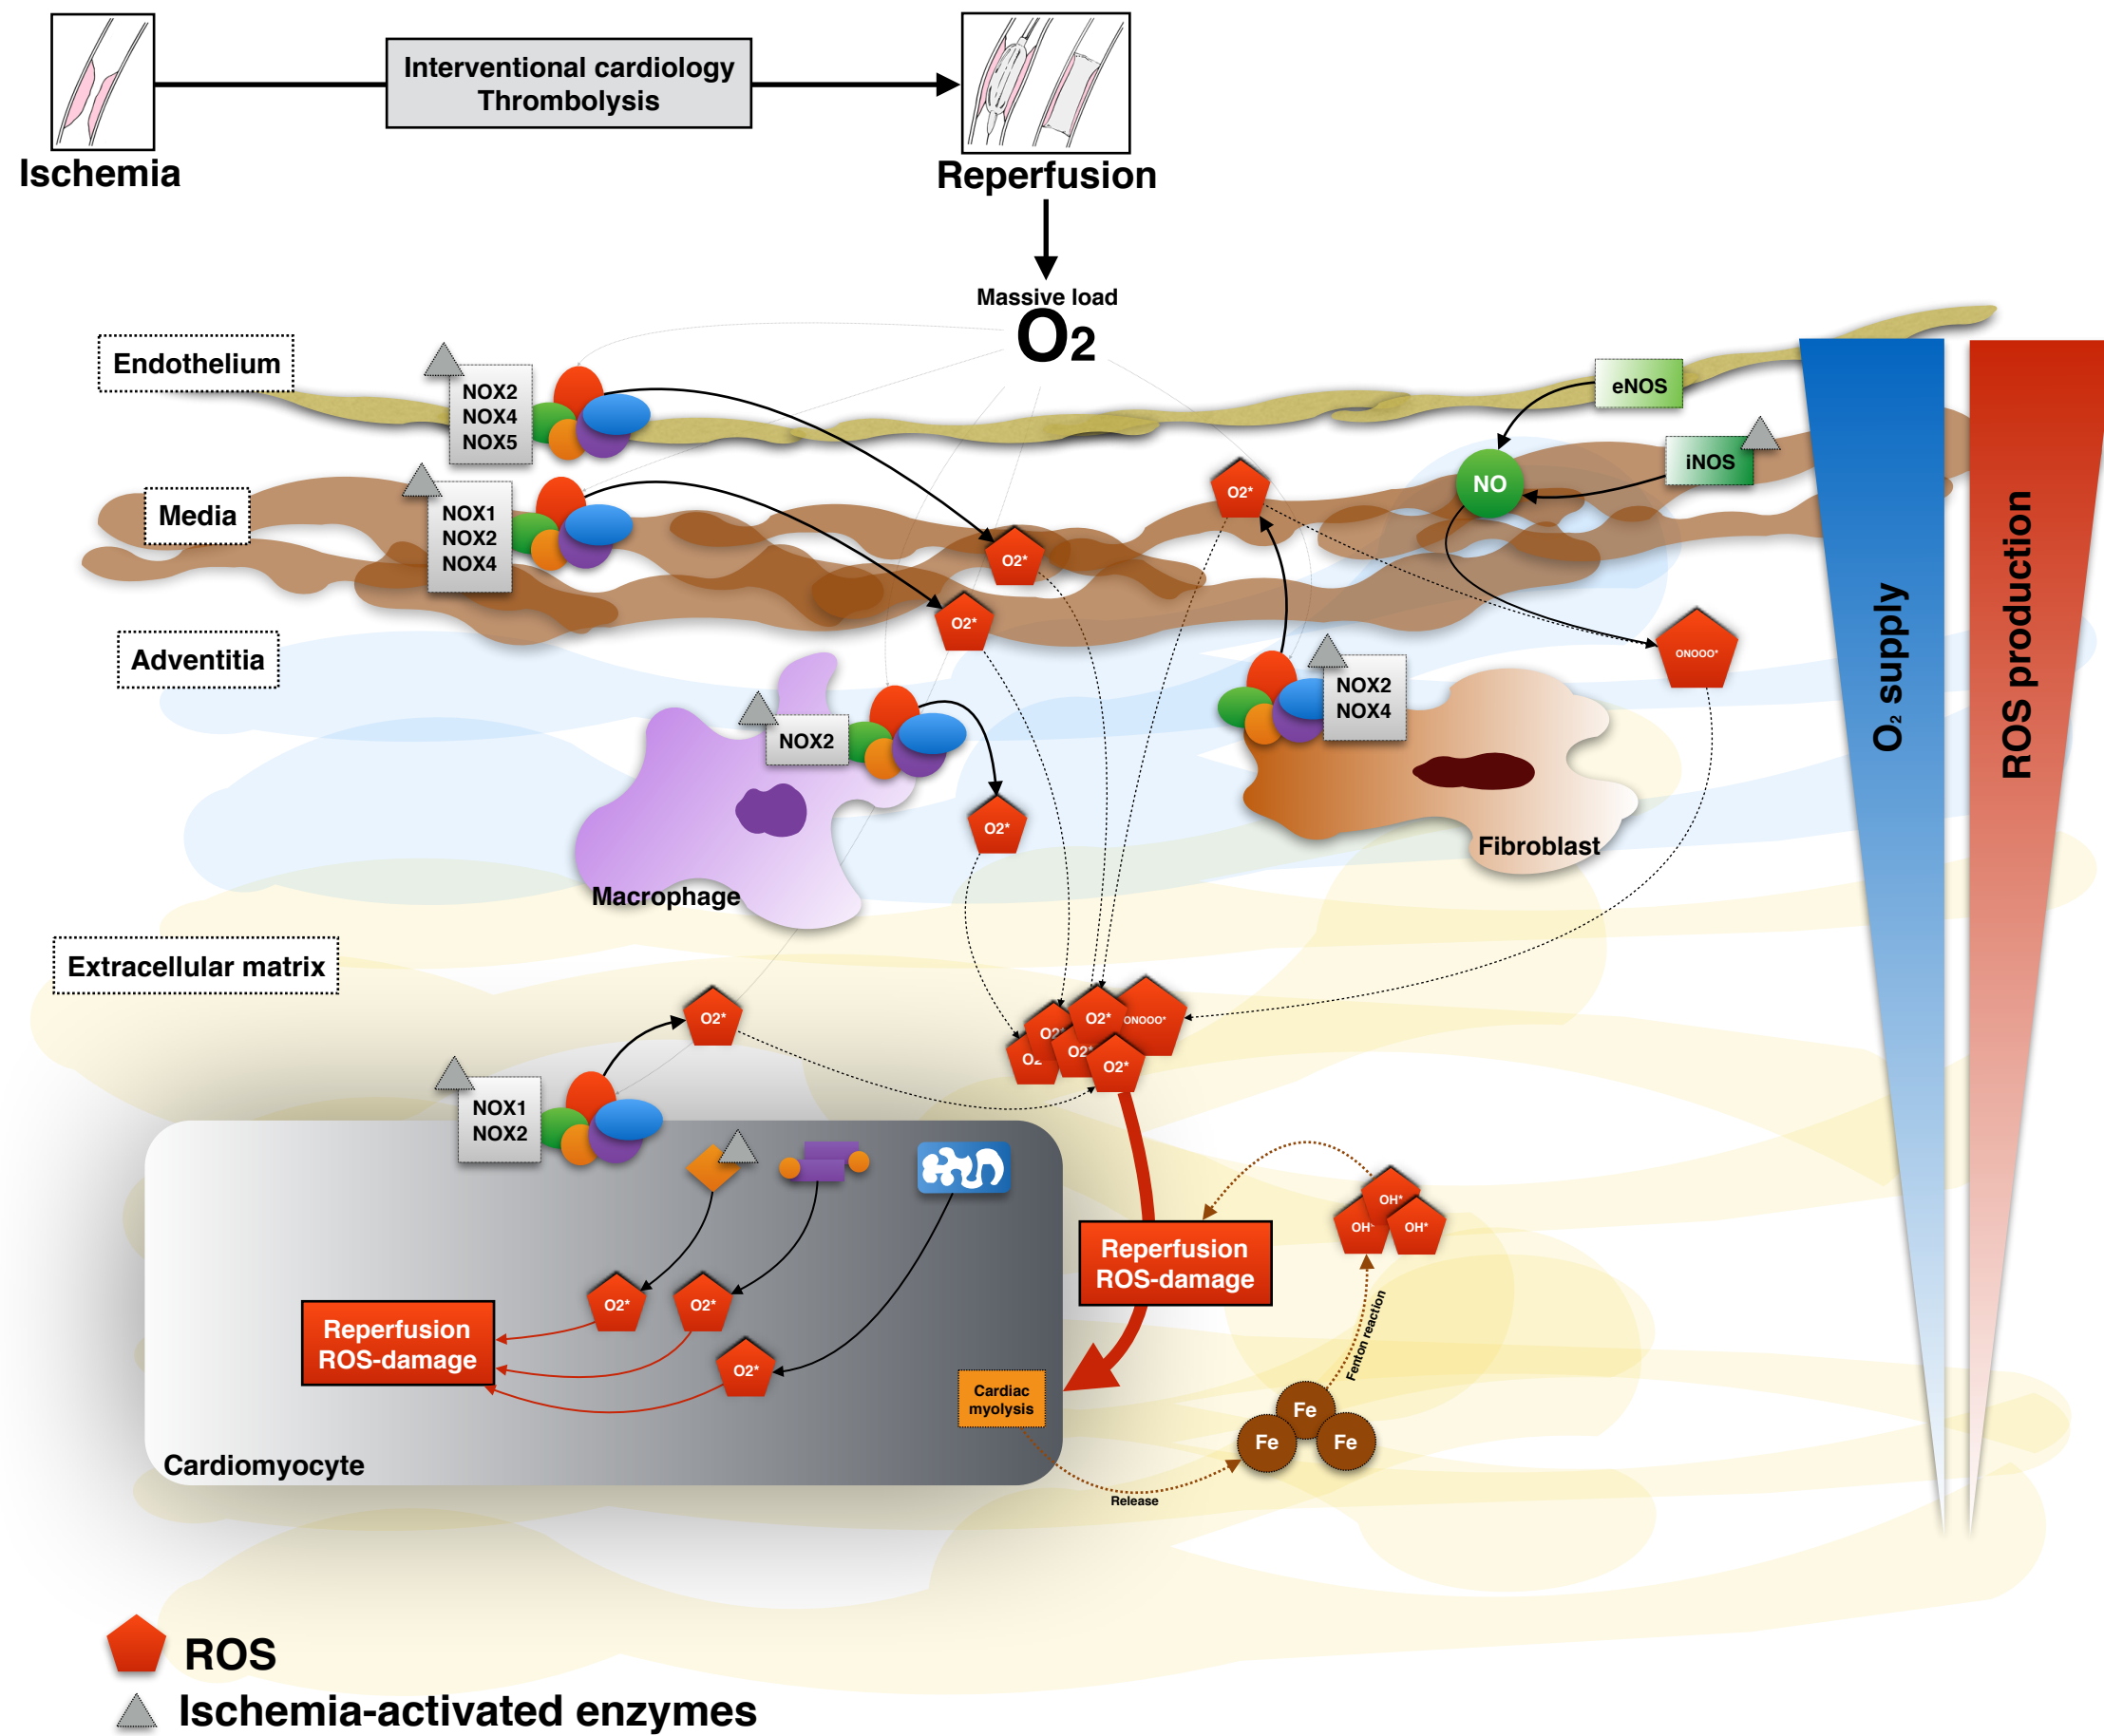 Interventional cardiology
Thrombolysis
Ischemia
Reperfusion
Massive load
O2
Endothelium
NOX2
NOX4
NOX5
eNOS
iNOS
NO
Media
NOX1
NOX2
NOX4
O2*
O2*
O2*
ONOOO*
Adventitia
NOX2
NOX2
NOX4
O2*
Macrophage
Fibroblast
O₂ supply
ROS production
Extracellular matrix
O2*
O2*
O2*
O2*
O2*
ONOOO*
O2*
NOX1
NOX2
O2*
O2*
O2*
Reperfusion
ROS-damage
Cardiomyocyte
Reperfusion
ROS-damage
OH*
OH*
OH*
Fenton reaction
Cardiac
myolysis
Fe
Fe
Fe
Release
ROS
Ischemia-activated enzymes